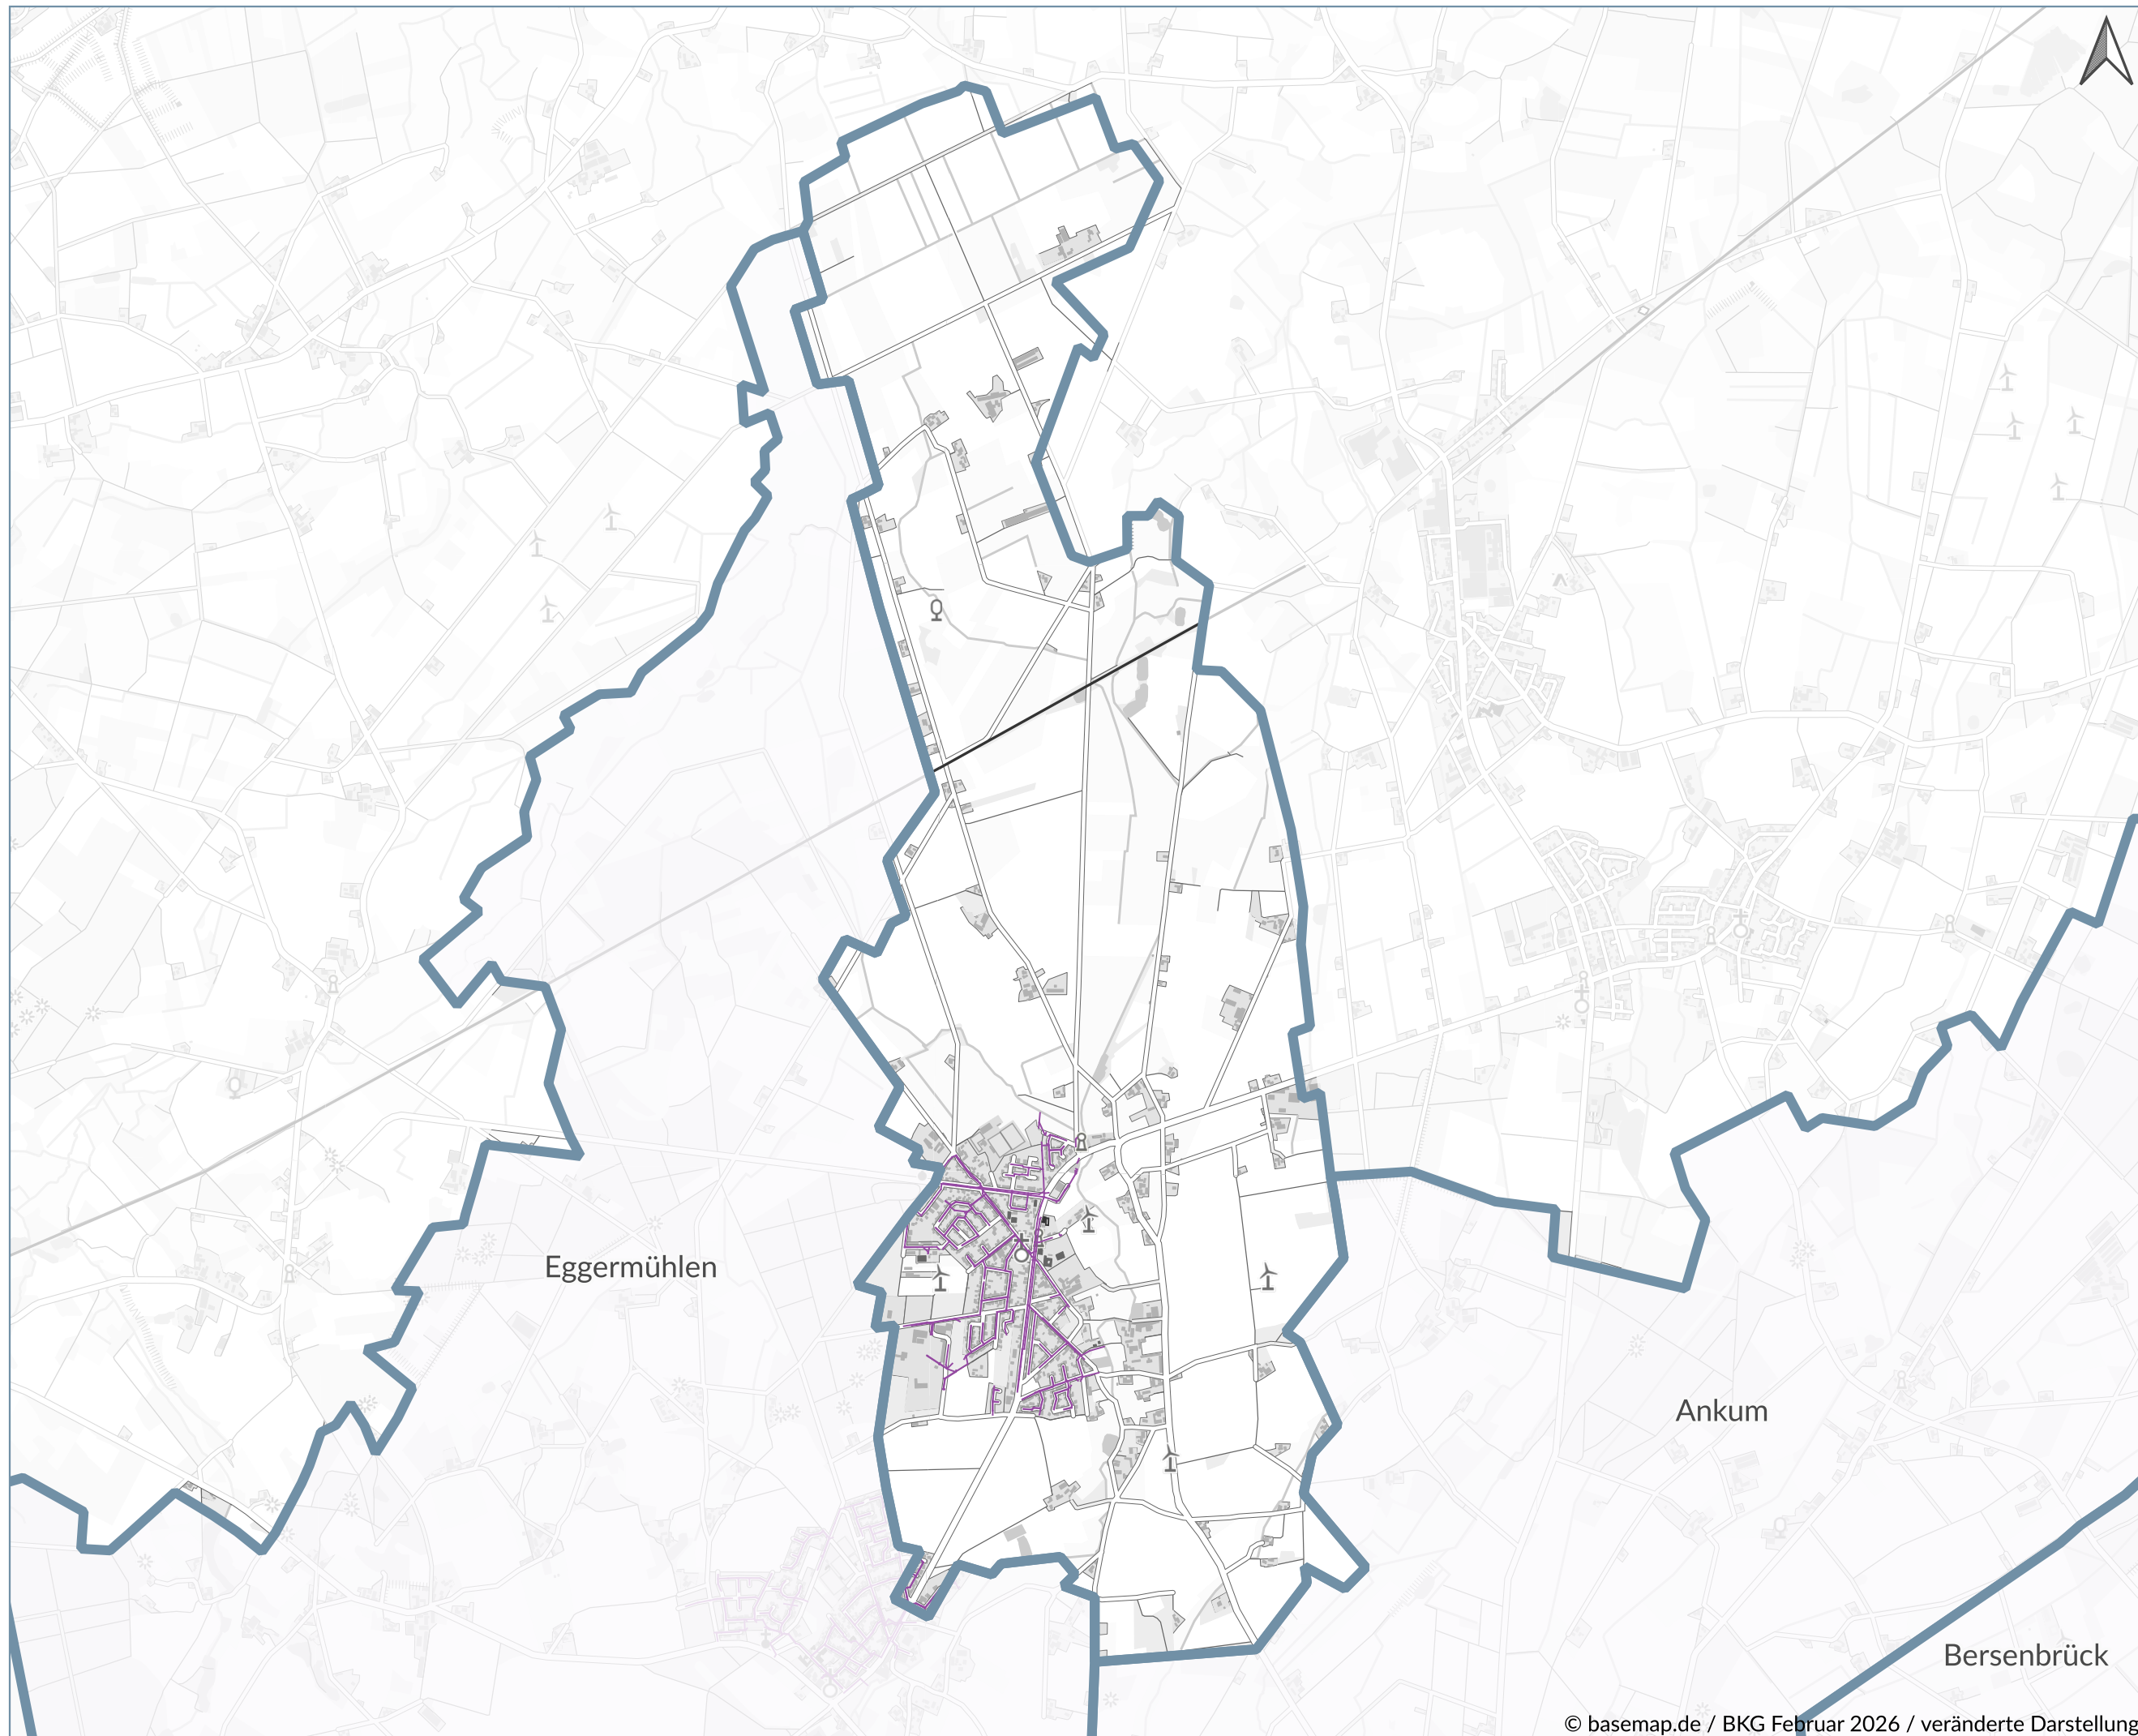 Eggermühlen
Ankum
Bersenbrück
© basemap.de / BKG Februar 2026 / veränderte Darstellung